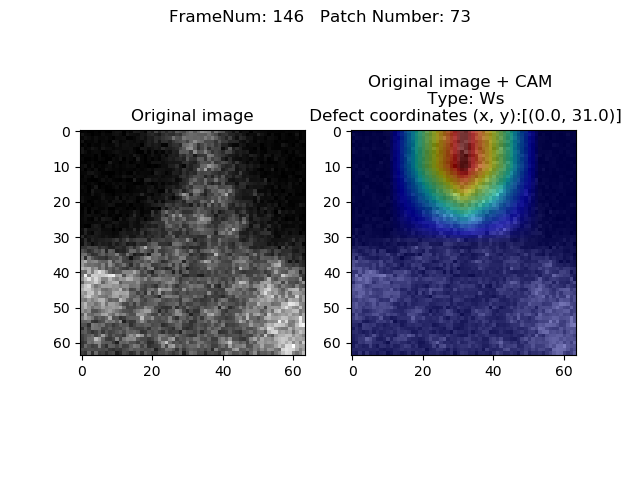 FrameNum: 146   Patch Number: 73
Original image
0
10
20
30
40
50
60
0 20 40 60
Original image + CAM
Type: Ws
Defect coordinates (x, y):[(0.0, 31.0)]
0
10
20
30
40
50
60
0 20 40 60